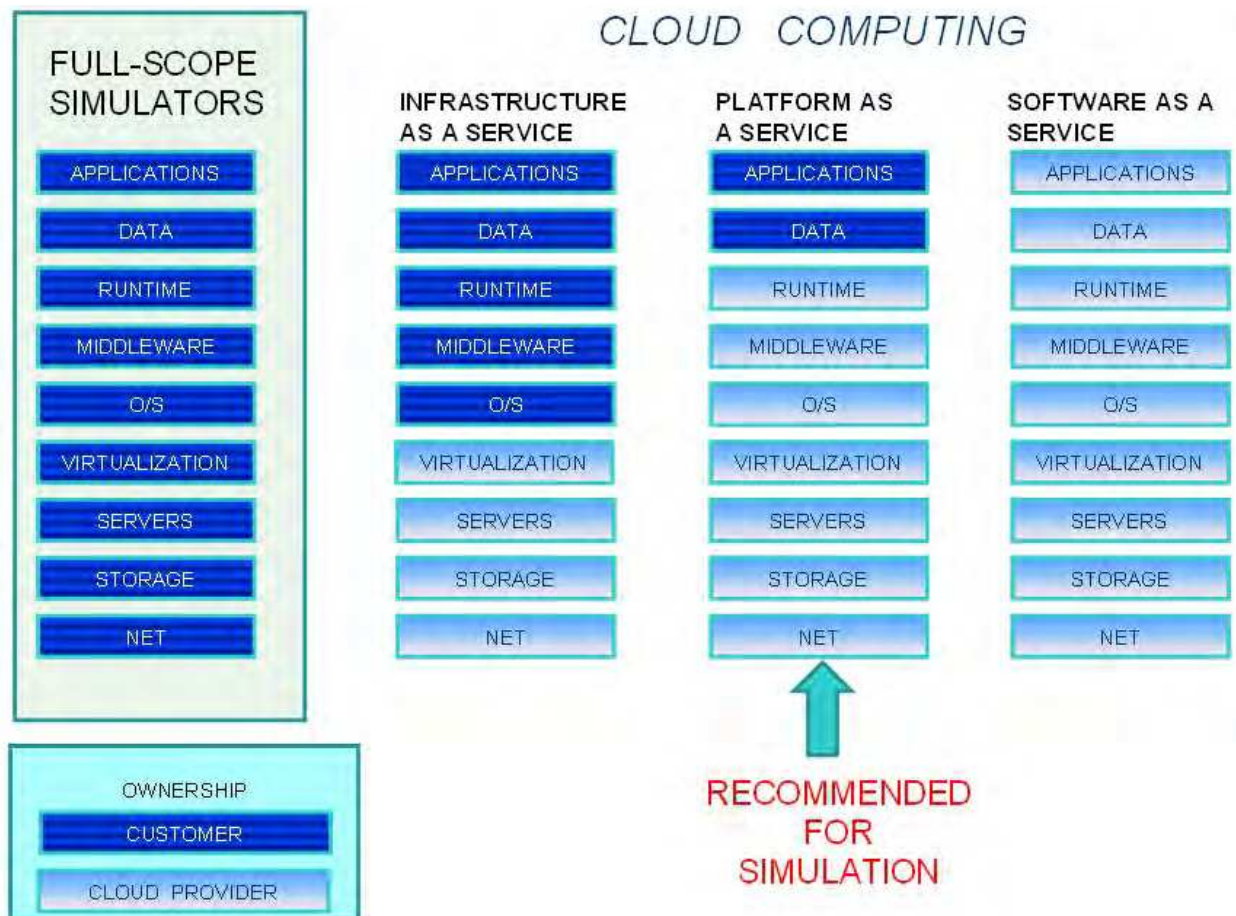 CLOUD COMPUTING
FULL-SCOPE
SIMULATORS
APPLICATIONS
DATA
RUNTIME
MIDDLEWARE
O/S
VIRTUALIZATION
SERVERS
STORAGE
NET
INFRASTRUCTURE
AS A SERVICE
APPLICATIONS
DATA
RUNTIME
MIDDLEWARE
O/S
VIRTUALIZATION
SERVERS
STORAGE
NET
PLATFORM AS
A SERVICE
APPLICATIONS
DATA
RUNTIME
MIDDLEWARE
O/S
VIRTUALIZATION
SERVERS
STORAGE
NET
RECOMMENDED
FOR
SIMULATION
SOFTWARE AS A
SERVICE
APPLICATIONS
DATA
RUNTIME
MIDDLEWARE
O/S
VIRTUALIZATION
SERVERS
STORAGE
NET
OWNERSHIP
CUSTOMER
CLOUD PROVIDER